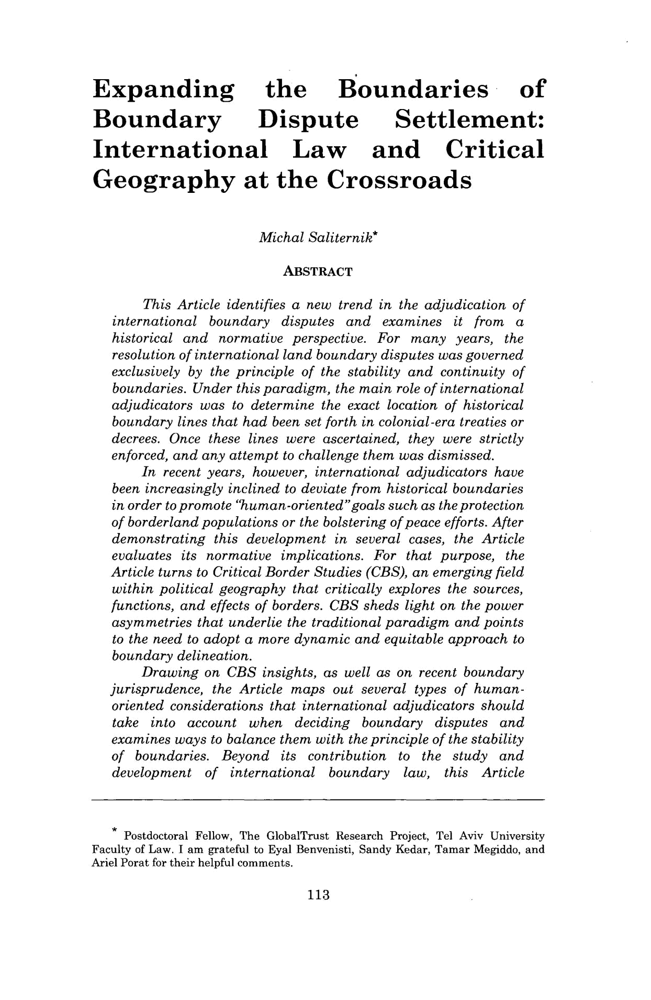 Expanding the Boundaries of
Boundary Dispute Settlement:
International Law and Critical
Geography at the Crossroads
Michal Saliternik*
ABSTRACT
This Article identifies a new trend in the adjudication of
international boundary disputes and examines it from a
historical and normative perspective. For many years, the
resolution of international land boundary disputes was governed
exclusively by the principle of the stability and continuity of
boundaries. Under this paradigm, the main role of international
adjudicators was to determine the exact location of historical
boundary lines that had been set forth in colonial-era treaties or
decrees. Once these lines were ascertained, they were strictly
enforced, and any attempt to challenge them was dismissed.
In recent years, however, international adjudicators have
been increasingly inclined to deviate from historical boundaries
in order to promote “human-oriented” goals such as the protection
of borderland populations or the bolstering of peace efforts. After
demonstrating this development in several cases, the Article
evaluates its normative implications. For that purpose, the
Article turns to Critical Border Studies (CBS), an emerging field
within political geography that critically explores the sources,
functions, and effects of borders. CBS sheds light on the power
asymmetries that underlie the traditional paradigm and points
to the need to adopt a more dynamic and equitable approach to
boundary delineation.
Drawing on CBS insights, as well as on recent boundary
jurisprudence, the Article maps out several types of human-
oriented considerations that international adjudicators should
take into account when deciding boundary disputes and
examines ways to balance them with the principle of the stability
of boundaries. Beyond its contribution to the study and
development of international boundary law, this Article
* Postdoctoral Fellow, The GlobalTrust Research Project, Tel Aviv University
Faculty of Law. I am grateful to Eyal Benvenisti, Sandy Kedar, Tamar Megiddo, and
Ariel Porat for their helpful comments.
113